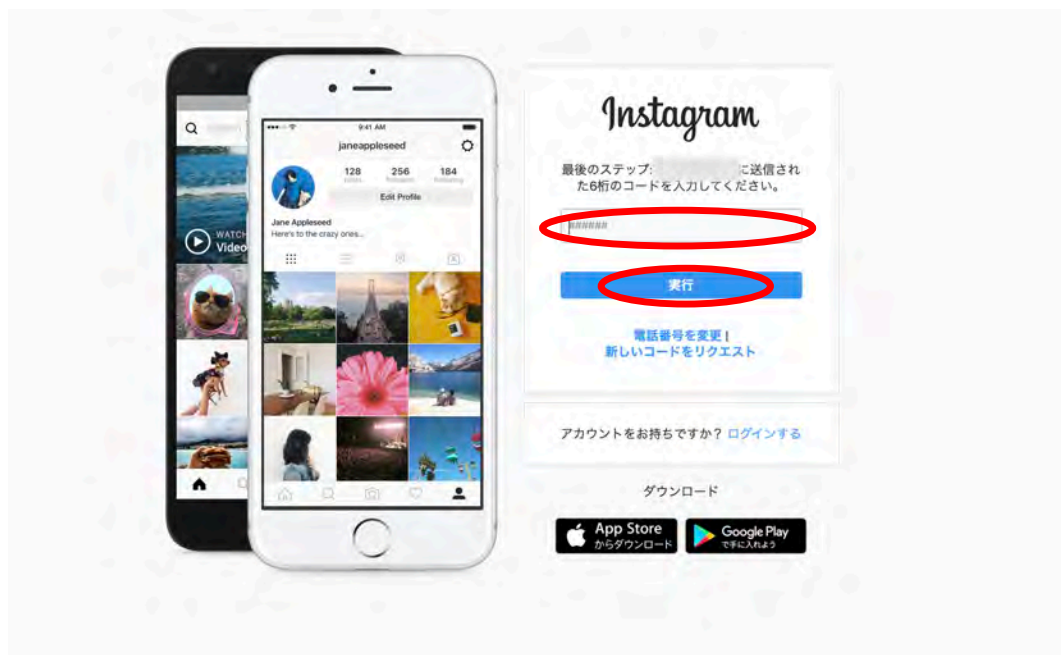 WATCH
Video
9:41 AM
janeappleseed
128
256
184
posts
followers
following
Edit Profile
Jane Appleseed
Here's to the crazy ones...
Instagram
最後のステップ: に送信され
た6桁のコードを入力してください。
######
実行
電話番号を変更 |
新しいコードをリクエスト
アカウントをお持ちですか? ログインする
ダウンロード
App Store
からダウンロード
Google Play
で手に入れよう